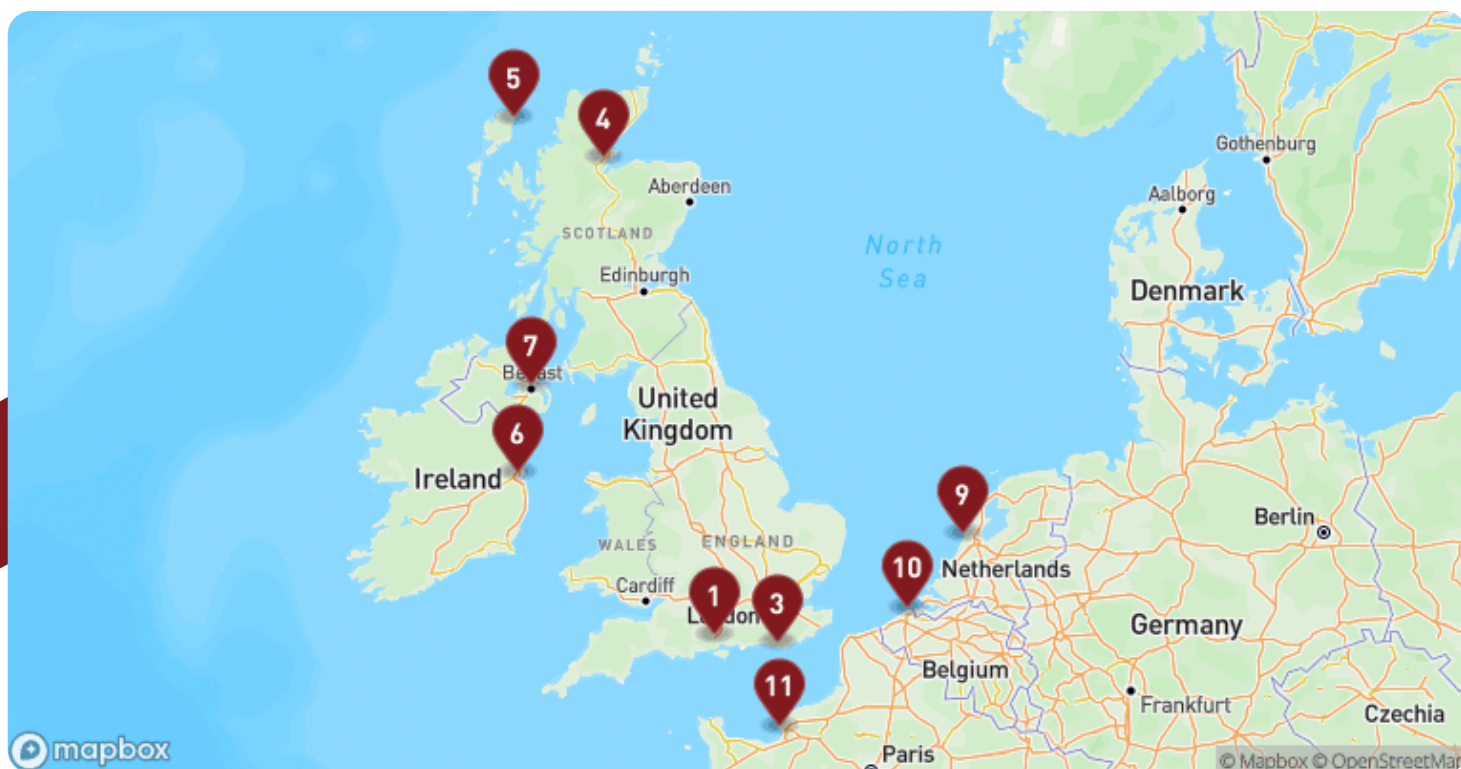 5
4
Gothenburg
Aberdeen
Aalborg
SCOTLAND
North
Sea
Edinburgh
Denmark
7
Belfast
United
Kingdom
6
Ireland
9
Berlin
WALES
ENGLAND
10
Netherlands
Cardiff
1
3
London
Germany
Belgium
11
Frankfurt
Czechia
Paris
mapbox
© Mapbox © OpenStreetMap